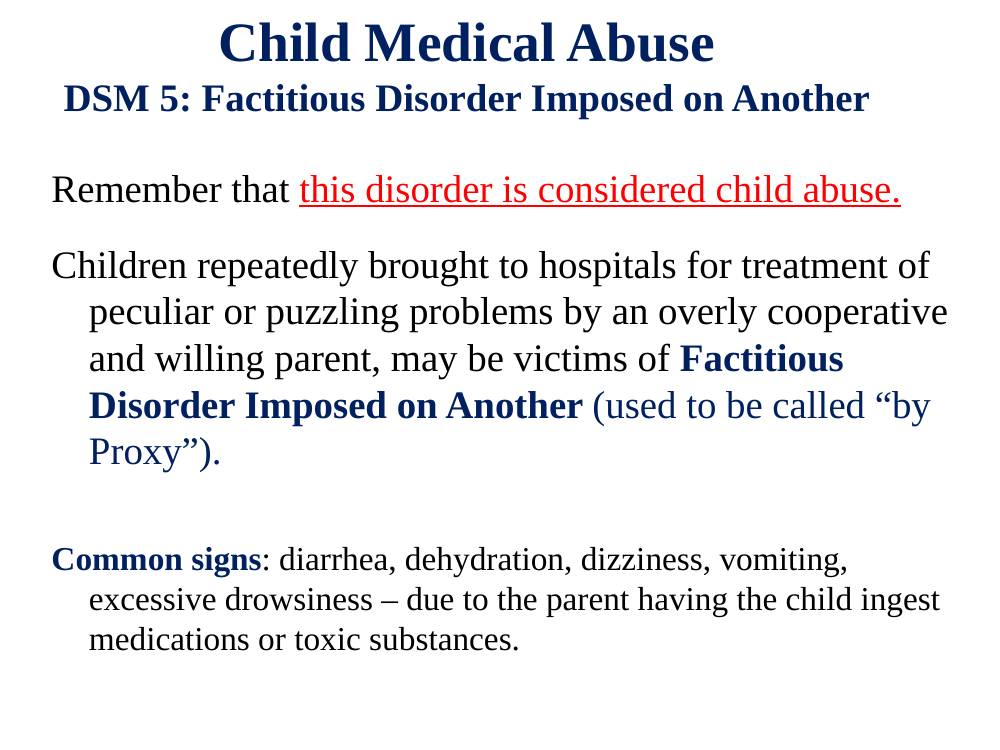 Child Medical Abuse
DSM 5: Factitious Disorder Imposed on Another
Remember that this disorder is considered child abuse.
Children repeatedly brought to hospitals for treatment of
peculiar or puzzling problems by an overly cooperative
and willing parent, may be victims of Factitious
Disorder Imposed on Another (used to be called “by
Proxy”).
Common signs: diarrhea, dehydration, dizziness, vomiting,
excessive drowsiness – due to the parent having the child ingest
medications or toxic substances.